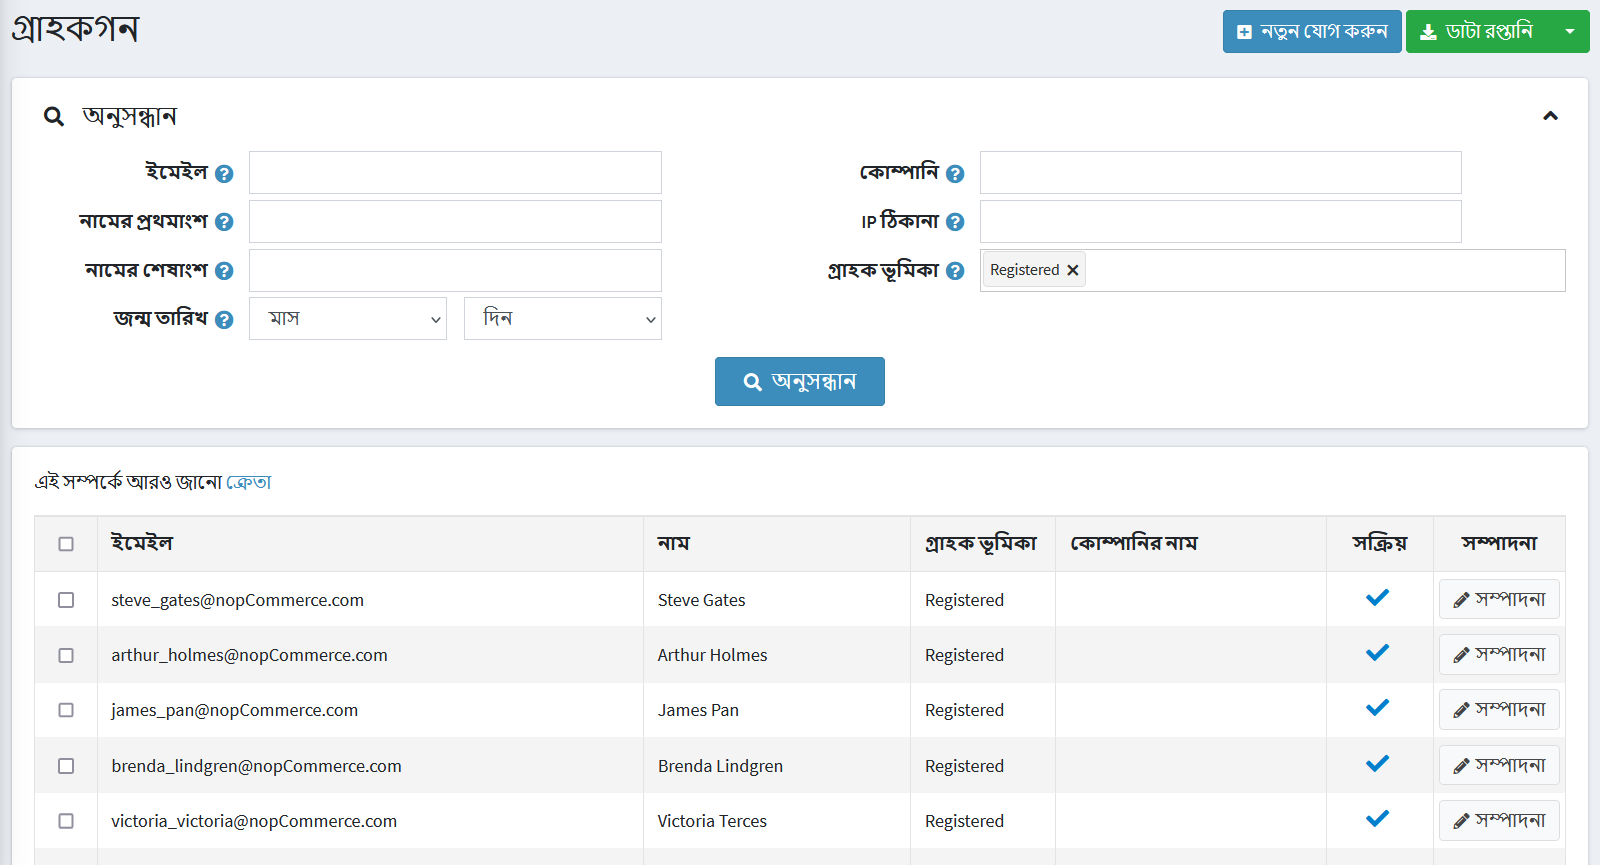 গ্রাহকগন
নতুন যোগ করুন
ডাটা রপ্তানি
অনুসন্ধান
ইমেইল
কোম্পানি
নামের প্রথমাংশ
IP ঠিকানা
নামের শেষাংশ
গ্রাহক ভূমিকা
Registered
জন্ম তারিখ
মাস
দিন
অনুসন্ধান
এই সম্পর্কে আরও জানো ক্রেতা
ইমেইল নাম গ্রাহক ভূমিকা কোম্পানির নাম সক্রিয় সম্পাদনা
steve_gates@nopCommerce.com Steve Gates Registered সম্পাদনা
arthur_holmes@nopCommerce.com Arthur Holmes Registered সম্পাদনা
james_pan@nopCommerce.com James Pan Registered সম্পাদনা
brenda_lindgren@nopCommerce.com Brenda Lindgren Registered সম্পাদনা
victoria_victoria@nopCommerce.com Victoria Terces Registered সম্পাদনা